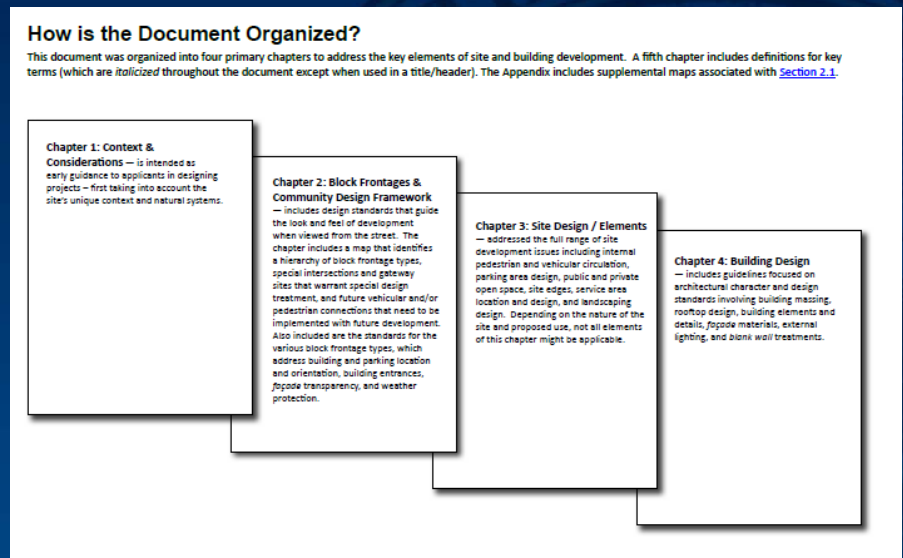 How is the Document Organized?
This document was organized into four primary chapters to address the key elements of site and building development.  A fifth chapter includes definitions for key
terms (which are italicized throughout the document except when used in a title/header). The Appendix includes supplemental maps associated with Section 2.1.
Chapter 1: Context &
Considerations — is intended as
early guidance to applicants in designing
projects – first taking into account the
site's unique context and natural systems.
Chapter 2: Block Frontages &
Community Design Framework
— includes design standards that guide
the look and feel of development
when viewed from the street.  The
chapter includes a map that identifies
a hierarchy of block frontage types,
special intersections and gateway
sites that warrant special design
treatment, and future vehicular and/or
pedestrian connections that need to be
implemented with future development.
Also included are the standards for the
various block frontage types, which
address building and parking location
and orientation, building entrances,
façade transparency, and weather
protection.
Chapter 3: Site Design / Elements
— addressed the full range of site
development issues including internal
pedestrian and vehicular circulation,
parking area design, public and private
open space, site edges, service area
location and design, and landscaping
design.  Depending on the nature of the
site and proposed use, not all elements
of this chapter might be applicable.
Chapter 4: Building Design
— includes guidelines focused on
architectural character and design
standards involving building massing,
rooftop design, building elements and
details, façade materials, external
lighting, and blank wall treatments.